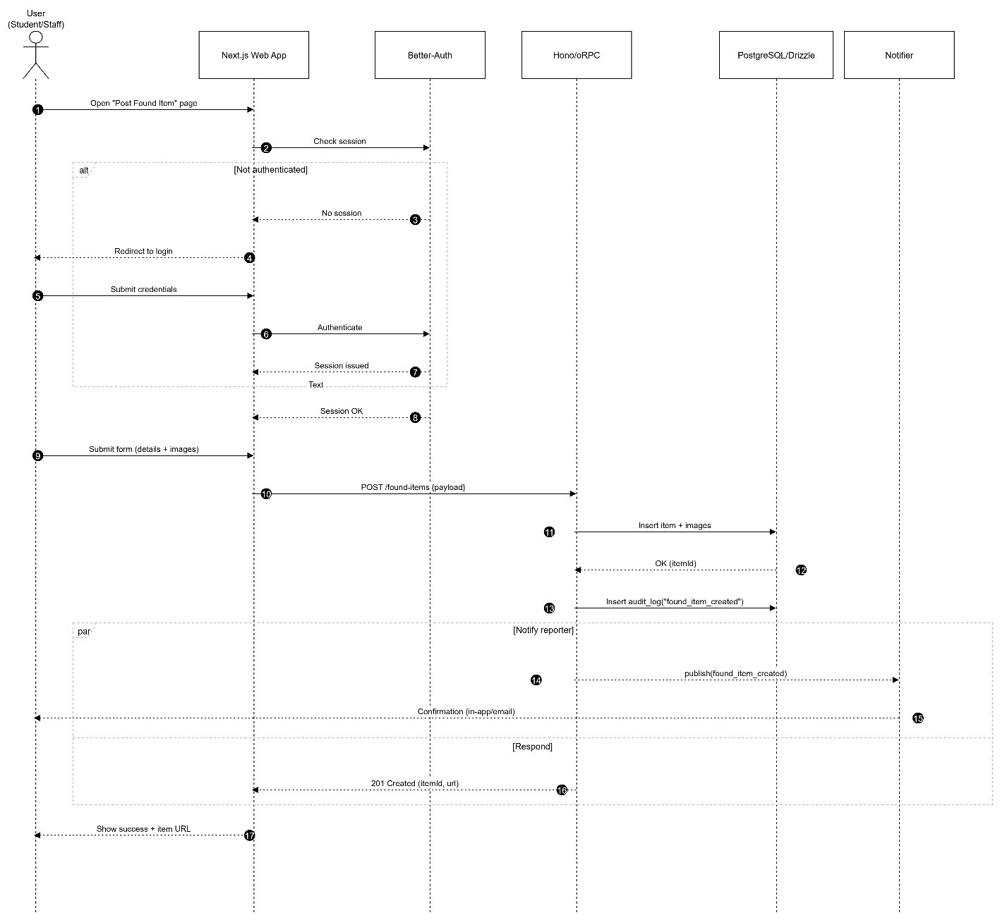 User
(Student/Staff)
Next.js Web App
Better-Auth
Hono/oRPC
PostgreSQL/Drizzle
Notifier
1
Open "Post Found Item" page
2
Check session
alt
[Not authenticated]
3
No session
4
Redirect to login
5
Submit credentials
6
Authenticate
7
Session issued
Text
8
Session OK
9
Submit form (details + images)
10
POST /found-items {payload}
11
Insert item + images
12
OK (itemId)
13
Insert audit_log("found_item_created")
par
[Notify reporter]
14
publish(found_item_created)
15
Confirmation (in-app/email)
[Respond]
16
201 Created (itemId, url)
17
Show success + item URL